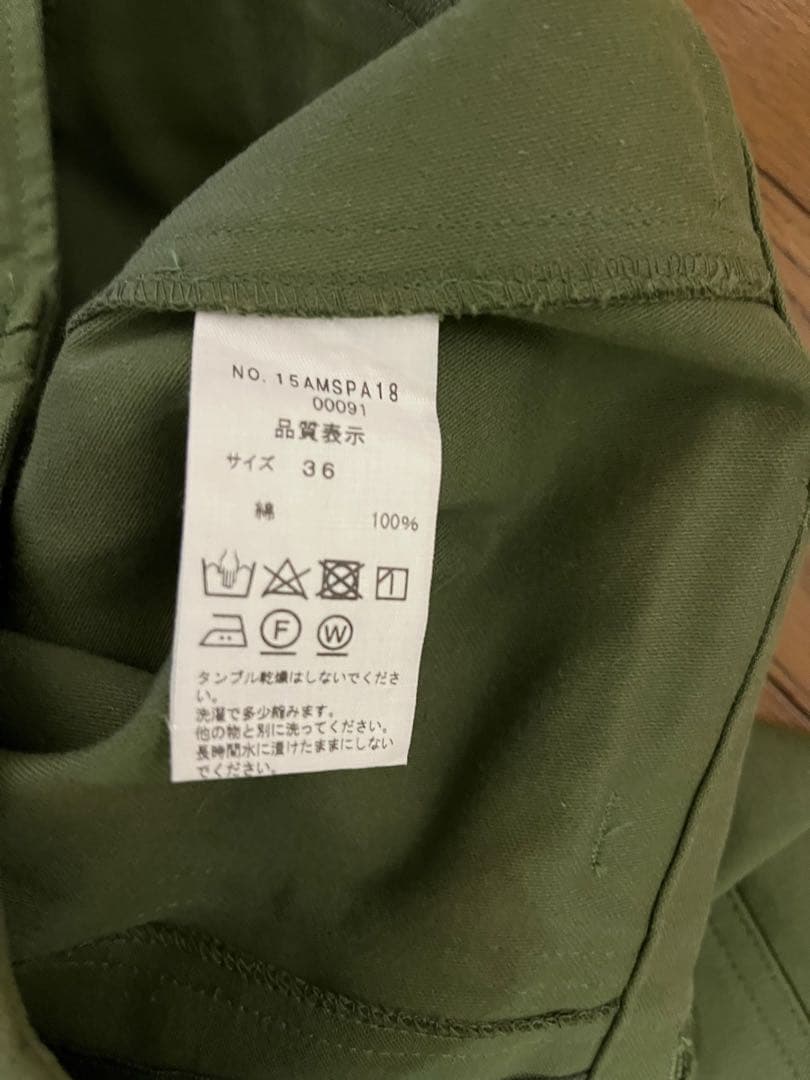 NO. 15AMSPA18
00091
品質表示
サイズ 36
綿 100%
F W
タンブル乾燥はしないでくださ
い。
洗濯で多少縮みます。
他の物と別に洗ってください。
長時間水に漬けたままにしない
でください。